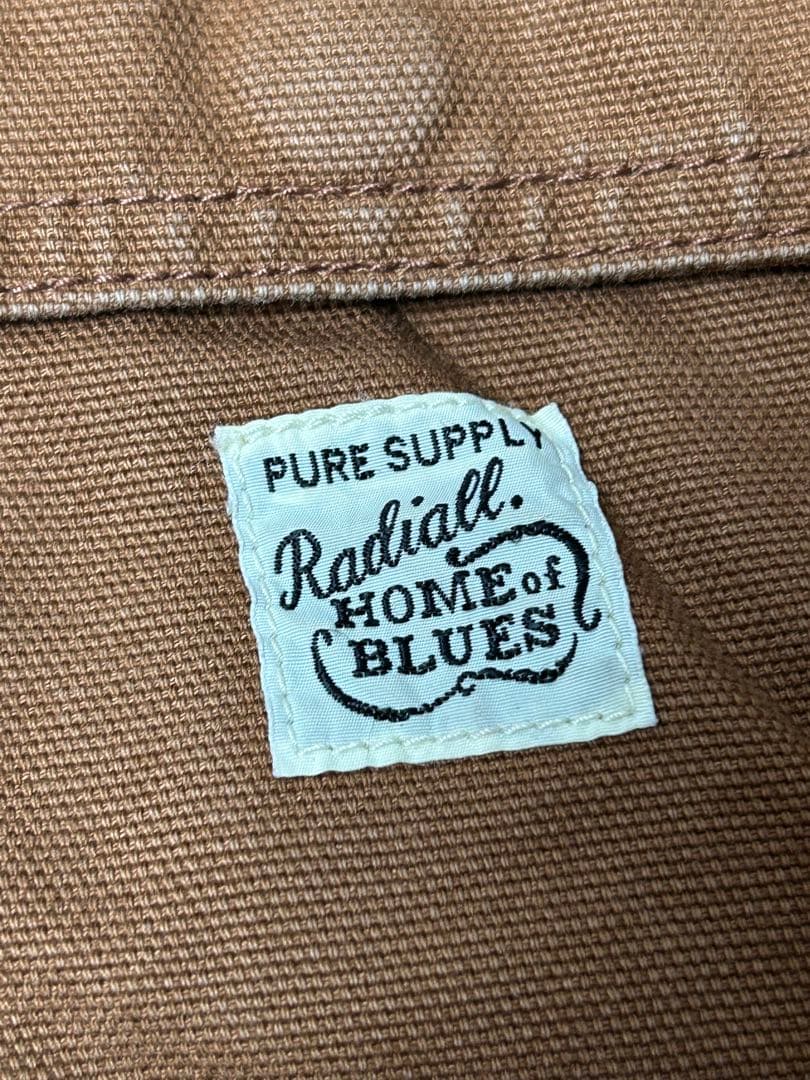 PURE SUPPLY
Radiall.
HOME of
BLUES